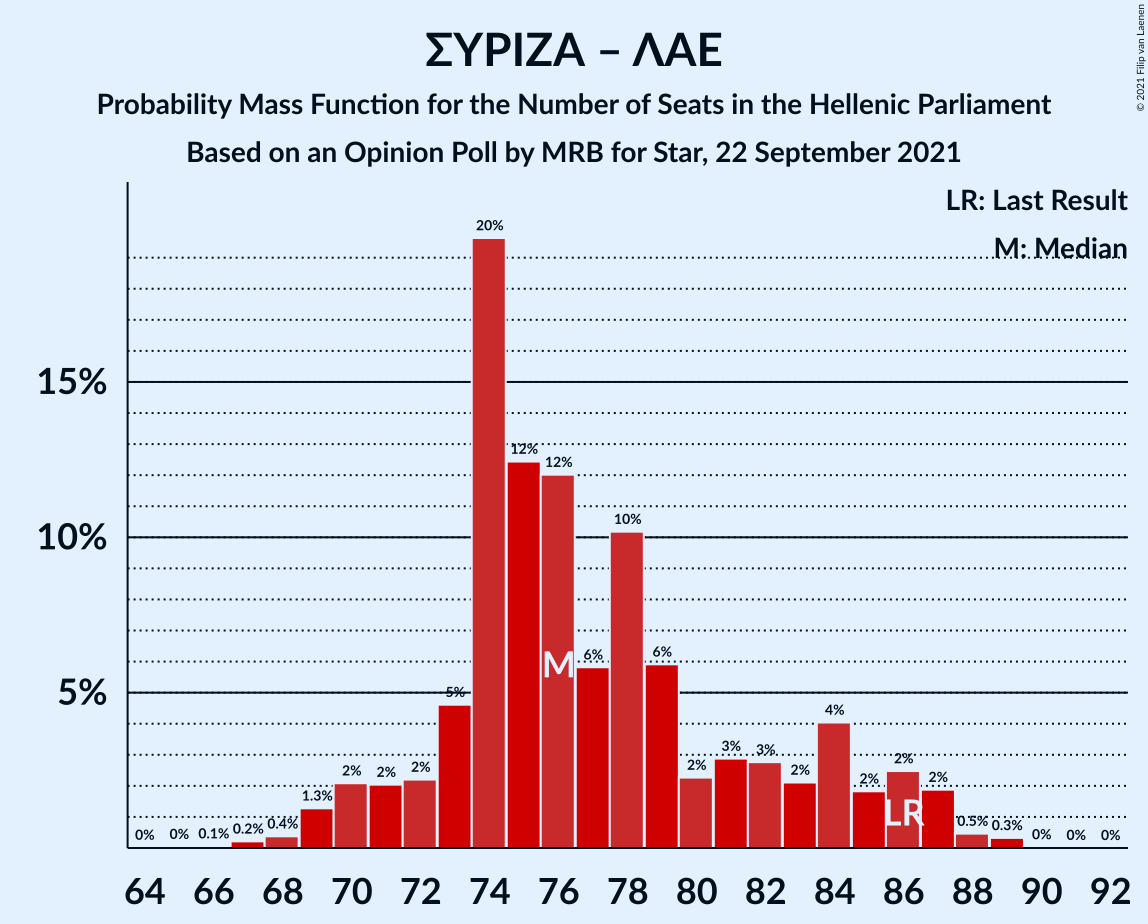 ΣΥΡΙΖΑ – ΛΑΕ
Probability Mass Function for the Number of Seats in the Hellenic Parliament
Based on an Opinion Poll by MRB for Star, 22 September 2021
© 2021 Filip van Laenen
LR: Last Result
M: Median
15%
10%
5%
0% 0% 0.1% 0.2% 0.4% 1.3% 2% 2% 2% 5% 20% 12% 12% 6% 10% 6% 2% 3% 3% 2% 4% 2% 2% 2% 0.5% 0.3% 0% 0% 0%
M
LR
64 66 68 70 72 74 76 78 80 82 84 86 88 90 92